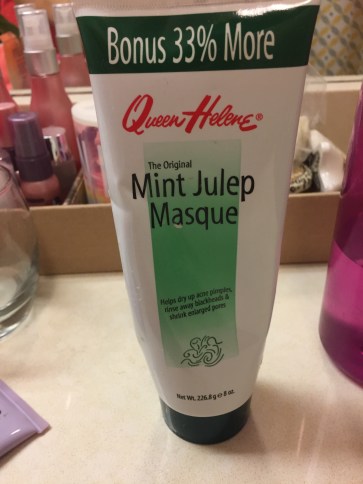 Bonus 33% More
Queen Helene®
The Original
Mint Julep
Masque
Helps dry up acne pimples,
rinse away blackheads &
shrink enlarged pores
Net Wt. 226.8 g e 8 oz.